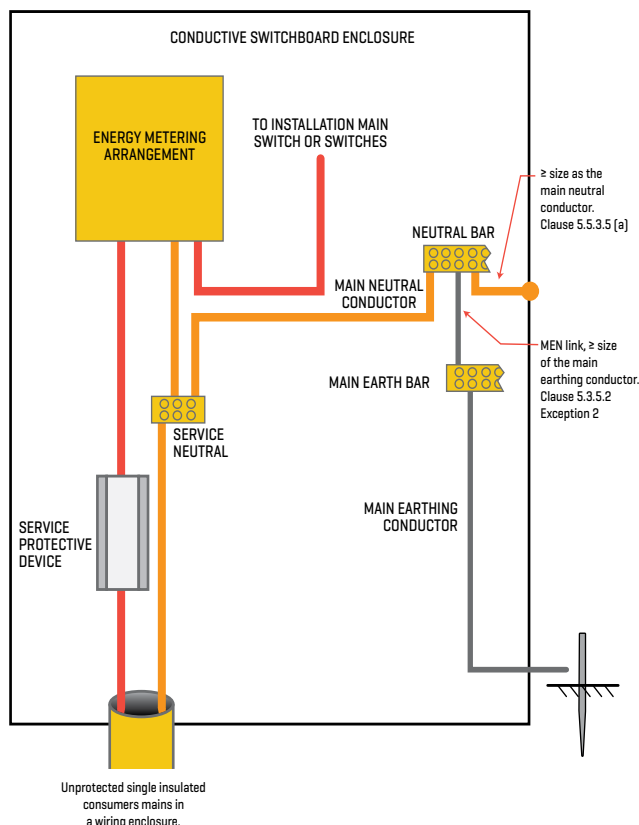 CONDUCTIVE SWITCHBOARD ENCLOSURE
ENERGY METERING
ARRANGEMENT
TO INSTALLATION MAIN
SWITCH OR SWITCHES
≥ size as the
main neutral
conductor.
Clause 5.5.3.5 (a)
NEUTRAL BAR
MAIN NEUTRAL
CONDUCTOR
MEN link, ≥ size
of the main
earthing conductor.
Clause 5.3.5.2
Exception 2
MAIN EARTH BAR
SERVICE
NEUTRAL
MAIN EARTHING
CONDUCTOR
SERVICE
PROTECTIVE
DEVICE
Unprotected single insulated
consumers mains in
a wiring enclosure.